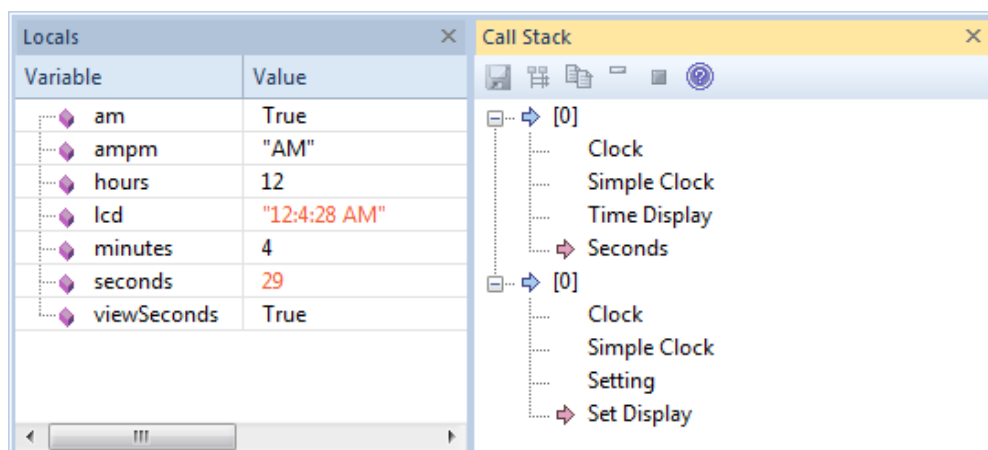 Locals
Variable Value
am True
ampm "AM"
hours 12
lcd "12:4:28 AM"
minutes 4
seconds 29
viewSeconds True
Call Stack
[0]
Clock
Simple Clock
Time Display
Seconds
[0]
Clock
Simple Clock
Setting
Set Display